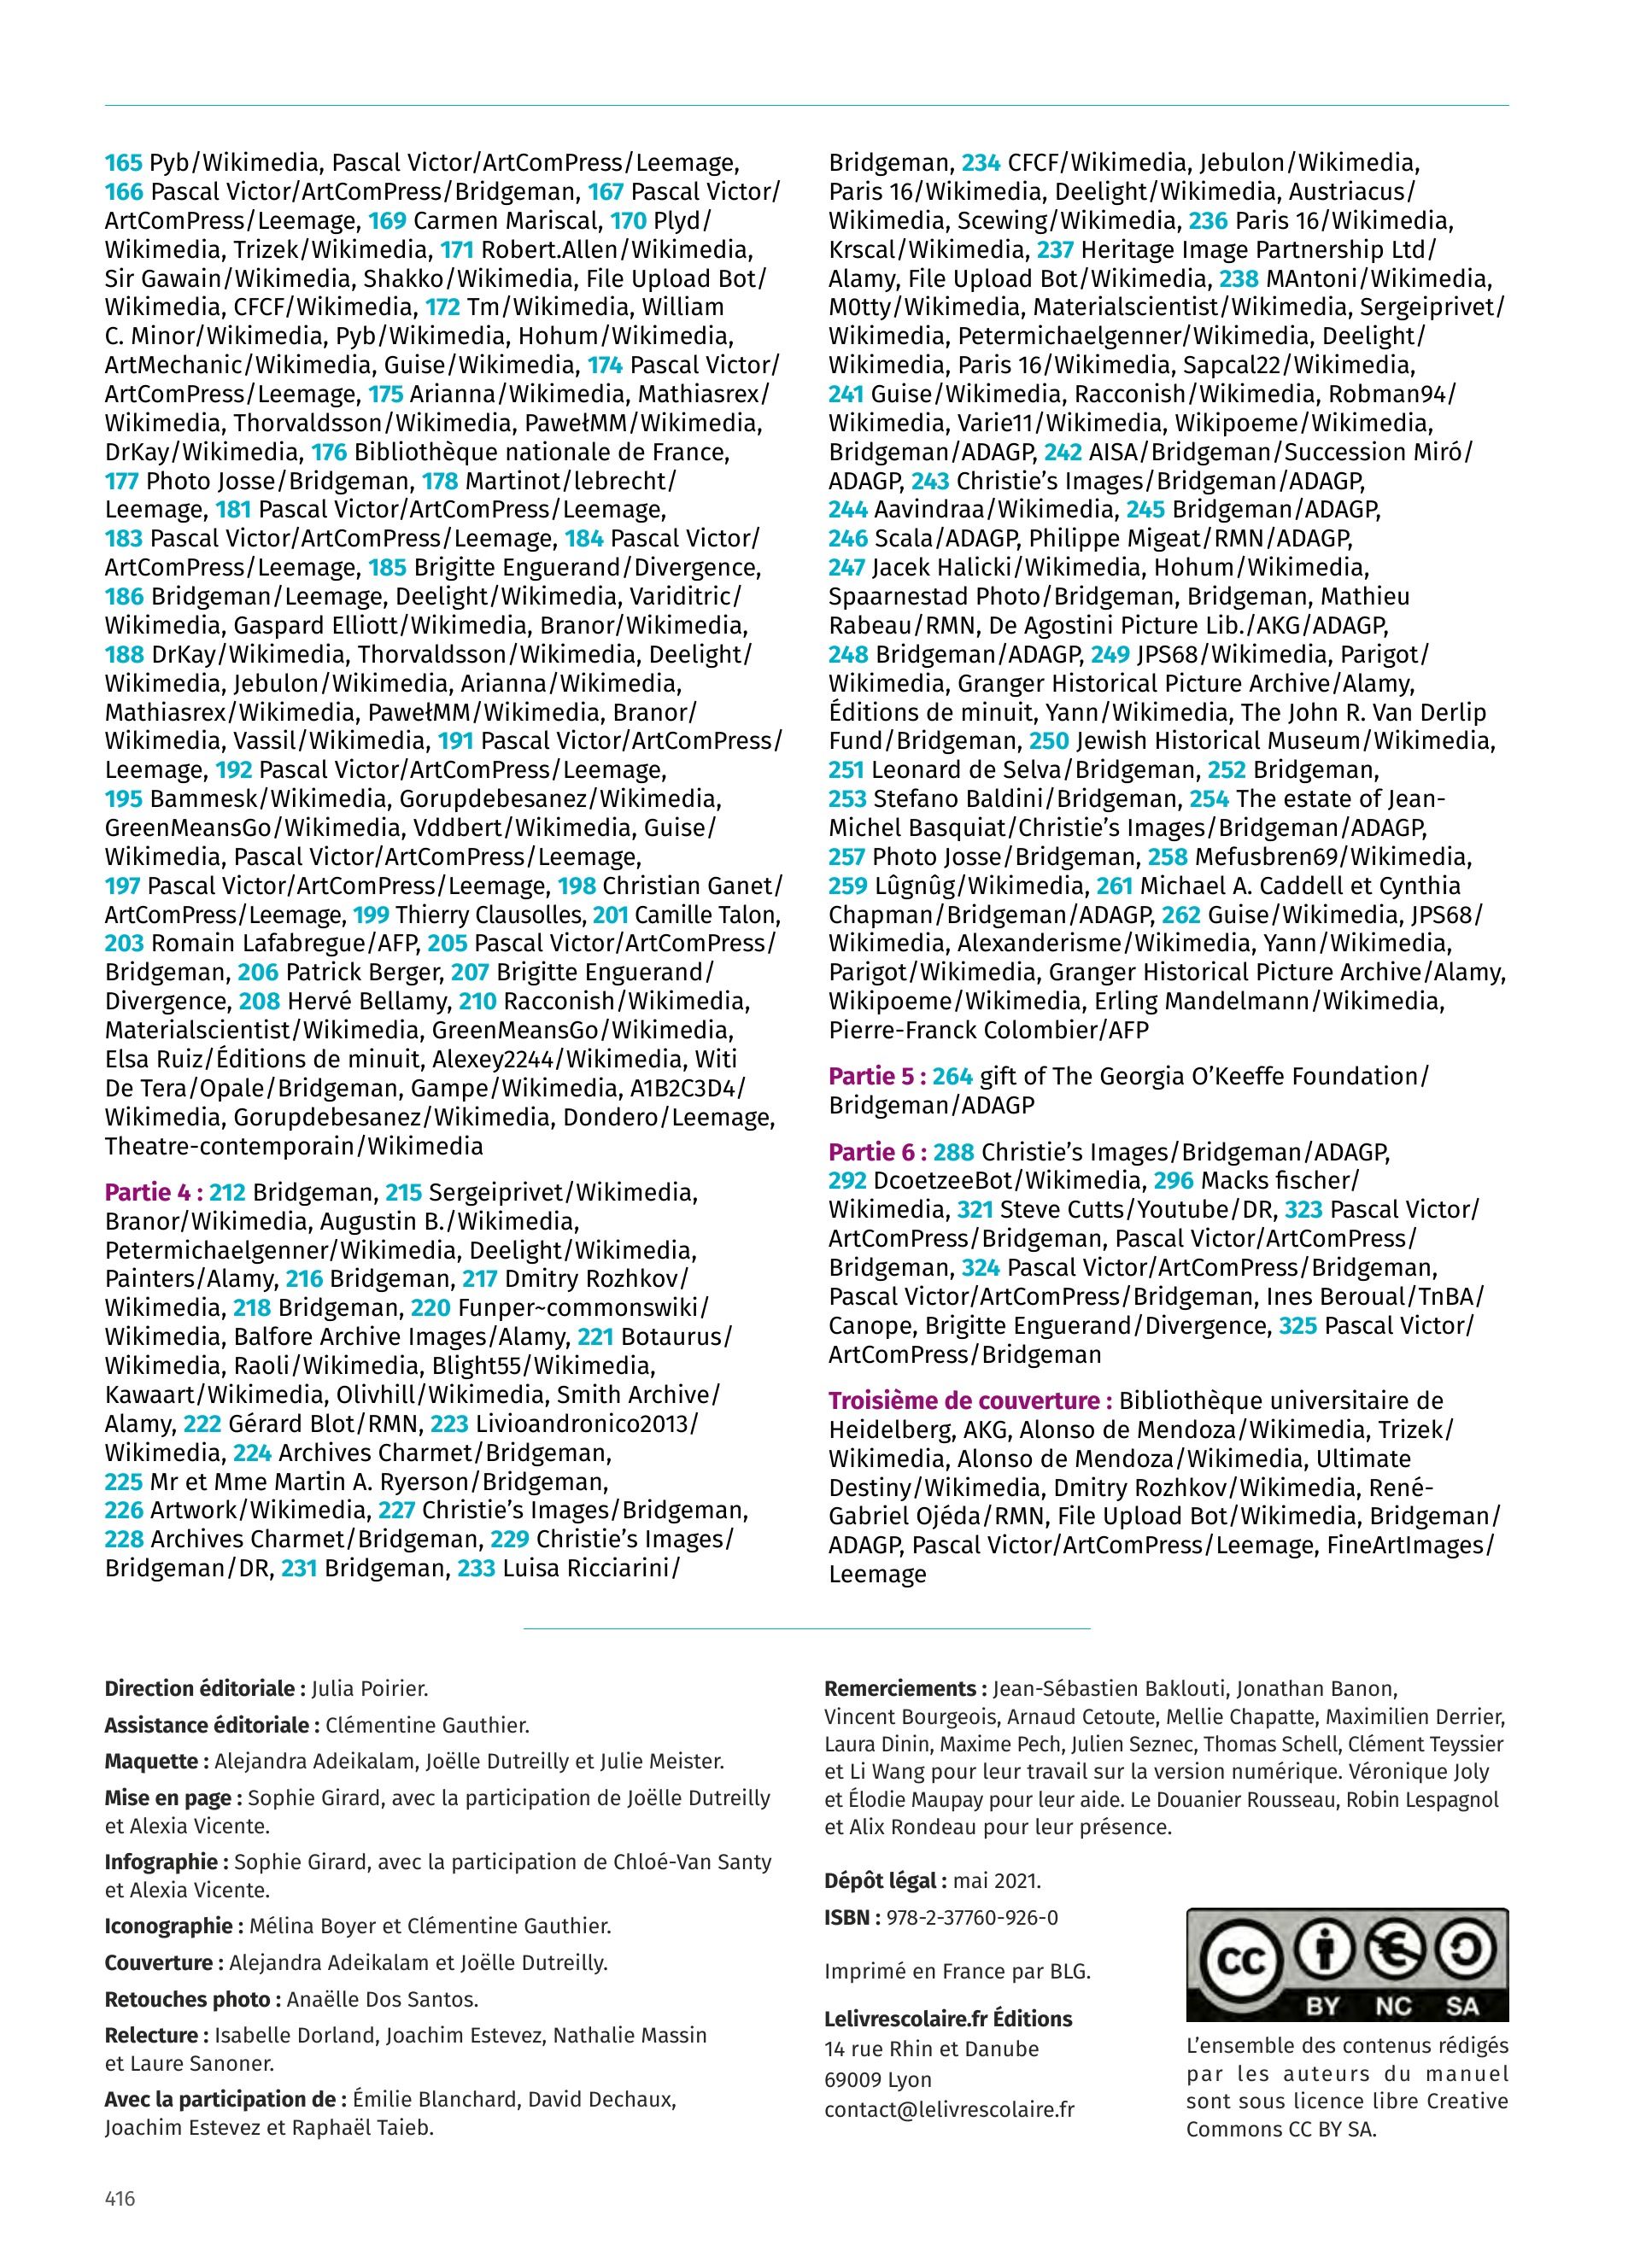 165 Pyb/Wikimedia, Pascal Victor/ArtComPress/Leemage,
166 Pascal Victor/ArtComPress/Bridgeman, 167 Pascal Victor/
ArtComPress/Leemage, 169 Carmen Mariscal, 170 Plyd/
Wikimedia, Trizek/Wikimedia, 171 Robert.Allen/Wikimedia,
Sir Gawain/Wikimedia, Shakko/Wikimedia, File Upload Bot/
Wikimedia, CFCF/Wikimedia, 172 Tm/Wikimedia, William
C. Minor/Wikimedia, Pyb/Wikimedia, Hohum/Wikimedia,
ArtMechanic/Wikimedia, Guise/Wikimedia, 174 Pascal Victor/
ArtComPress/Leemage, 175 Arianna/Wikimedia, Mathiasrex/
Wikimedia, Thorvaldsson/Wikimedia, PawełMM/Wikimedia,
DrKay/Wikimedia, 176 Bibliothèque nationale de France,
177 Photo Josse/Bridgeman, 178 Martinot/lebrecht/
Leemage, 181 Pascal Victor/ArtComPress/Leemage,
183 Pascal Victor/ArtComPress/Leemage, 184 Pascal Victor/
ArtComPress/Leemage, 185 Brigitte Enguerand/Divergence,
186 Bridgeman/Leemage, Deelight/Wikimedia, Variditric/
Wikimedia, Gaspard Elliott/Wikimedia, Branor/Wikimedia,
188 DrKay/Wikimedia, Thorvaldsson/Wikimedia, Deelight/
Wikimedia, Jebulon/Wikimedia, Arianna/Wikimedia,
Mathiasrex/Wikimedia, PawełMM/Wikimedia, Branor/
Wikimedia, Vassil/Wikimedia, 191 Pascal Victor/ArtComPress/
Leemage, 192 Pascal Victor/ArtComPress/Leemage,
195 Bammesk/Wikimedia, Gorupdebesanez/Wikimedia,
GreenMeansGo/Wikimedia, Vddbert/Wikimedia, Guise/
Wikimedia, Pascal Victor/ArtComPress/Leemage,
197 Pascal Victor/ArtComPress/Leemage, 198 Christian Ganet/
ArtComPress/Leemage, 199 Thierry Clausolles, 201 Camille Talon,
203 Romain Lafabregue/AFP, 205 Pascal Victor/ArtComPress/
Bridgeman, 206 Patrick Berger, 207 Brigitte Enguerand/
Divergence, 208 Hervé Bellamy, 210 Racconish/Wikimedia,
Materialscientist/Wikimedia, GreenMeansGo/Wikimedia,
Elsa Ruiz/Éditions de minuit, Alexey2244/Wikimedia, Witi
De Tera/Opale/Bridgeman, Gampe/Wikimedia, A1B2C3D4/
Wikimedia, Gorupdebesanez/Wikimedia, Dondero/Leemage,
Theatre-contemporain/Wikimedia
Partie 4 : 212 Bridgeman, 215 Sergeiprivet/Wikimedia,
Branor/Wikimedia, Augustin B./Wikimedia,
Petermichaelgenner/Wikimedia, Deelight/Wikimedia,
Painters/Alamy, 216 Bridgeman, 217 Dmitry Rozhkov/
Wikimedia, 218 Bridgeman, 220 Funper~commonswiki/
Wikimedia, Balfore Archive Images/Alamy, 221 Botaurus/
Wikimedia, Raoli/Wikimedia, Blight55/Wikimedia,
Kawaart/Wikimedia, Olivhill/Wikimedia, Smith Archive/
Alamy, 222 Gérard Blot/RMN, 223 Livioandronico2013/
Wikimedia, 224 Archives Charmet/Bridgeman,
225 Mr et Mme Martin A. Ryerson/Bridgeman,
226 Artwork/Wikimedia, 227 Christie’s Images/Bridgeman,
228 Archives Charmet/Bridgeman, 229 Christie’s Images/
Bridgeman/DR, 231 Bridgeman, 233 Luisa Ricciarini/
Bridgeman, 234 CFCF/Wikimedia, Jebulon/Wikimedia,
Paris 16/Wikimedia, Deelight/Wikimedia, Austriacus/
Wikimedia, Scewing/Wikimedia, 236 Paris 16/Wikimedia,
Krscal/Wikimedia, 237 Heritage Image Partnership Ltd/
Alamy, File Upload Bot/Wikimedia, 238 MAntoni/Wikimedia,
M0tty/Wikimedia, Materialscientist/Wikimedia, Sergeiprivet/
Wikimedia, Petermichaelgenner/Wikimedia, Deelight/
Wikimedia, Paris 16/Wikimedia, Sapcal22/Wikimedia,
241 Guise/Wikimedia, Racconish/Wikimedia, Robman94/
Wikimedia, Varie11/Wikimedia, Wikipoeme/Wikimedia,
Bridgeman/ADAGP, 242 AISA/Bridgeman/Succession Miró/
ADAGP, 243 Christie’s Images/Bridgeman/ADAGP,
244 Aavindraa/Wikimedia, 245 Bridgeman/ADAGP,
246 Scala/ADAGP, Philippe Migeat/RMN/ADAGP,
247 Jacek Halicki/Wikimedia, Hohum/Wikimedia,
Spaarnestad Photo/Bridgeman, Bridgeman, Mathieu
Rabeau/RMN, De Agostini Picture Lib./AKG/ADAGP,
248 Bridgeman/ADAGP, 249 JPS68/Wikimedia, Parigot/
Wikimedia, Granger Historical Picture Archive/Alamy,
Éditions de minuit, Yann/Wikimedia, The John R. Van Derlip
Fund/Bridgeman, 250 Jewish Historical Museum/Wikimedia,
251 Leonard de Selva/Bridgeman, 252 Bridgeman,
253 Stefano Baldini/Bridgeman, 254 The estate of Jean-
Michel Basquiat/Christie’s Images/Bridgeman/ADAGP,
257 Photo Josse/Bridgeman, 258 Mefusbren69/Wikimedia,
259 Lûgnûg/Wikimedia, 261 Michael A. Caddell et Cynthia
Chapman/Bridgeman/ADAGP, 262 Guise/Wikimedia, JPS68/
Wikimedia, Alexanderisme/Wikimedia, Yann/Wikimedia,
Parigot/Wikimedia, Granger Historical Picture Archive/Alamy,
Wikipoeme/Wikimedia, Erling Mandelmann/Wikimedia,
Pierre-Franck Colombier/AFP
Partie 5 : 264 gift of The Georgia O’Keeffe Foundation/
Bridgeman/ADAGP
Partie 6 : 288 Christie’s Images/Bridgeman/ADAGP,
292 DcoetzeeBot/Wikimedia, 296 Macks fischer/
Wikimedia, 321 Steve Cutts/Youtube/DR, 323 Pascal Victor/
ArtComPress/Bridgeman, Pascal Victor/ArtComPress/
Bridgeman, 324 Pascal Victor/ArtComPress/Bridgeman,
Pascal Victor/ArtComPress/Bridgeman, Ines Beroual/TnBA/
Canope, Brigitte Enguerand/Divergence, 325 Pascal Victor/
ArtComPress/Bridgeman
Troisième de couverture : Bibliothèque universitaire de
Heidelberg, AKG, Alonso de Mendoza/Wikimedia, Trizek/
Wikimedia, Alonso de Mendoza/Wikimedia, Ultimate
Destiny/Wikimedia, Dmitry Rozhkov/Wikimedia, René-
Gabriel Ojéda/RMN, File Upload Bot/Wikimedia, Bridgeman/
ADAGP, Pascal Victor/ArtComPress/Leemage, FineArtImages/
Leemage
Direction éditoriale : Julia Poirier.
Assistance éditoriale : Clémentine Gauthier.
Maquette : Alejandra Adeikalam, Joëlle Dutreilly et Julie Meister.
Mise en page : Sophie Girard, avec la participation de Joëlle Dutreilly
et Alexia Vicente.
Infographie : Sophie Girard, avec la participation de Chloé-Van Santy
et Alexia Vicente.
Iconographie : Mélina Boyer et Clémentine Gauthier.
Couverture : Alejandra Adeikalam et Joëlle Dutreilly.
Retouches photo : Anaëlle Dos Santos.
Relecture : Isabelle Dorland, Joachim Estevez, Nathalie Massin
et Laure Sanoner.
Avec la participation de : Émilie Blanchard, David Dechaux,
Joachim Estevez et Raphaël Taieb.
Remerciements : Jean-Sébastien Baklouti, Jonathan Banon,
Vincent Bourgeois, Arnaud Cetoute, Mellie Chapatte, Maximilien Derrier,
Laura Dinin, Maxime Pech, Julien Seznec, Thomas Schell, Clément Teyssier
et Li Wang pour leur travail sur la version numérique. Véronique Joly
et Élodie Maupay pour leur aide. Le Douanier Rousseau, Robin Lespagnol
et Alix Rondeau pour leur présence.
Dépôt légal : mai 2021.
ISBN : 978-2-37760-926-0
Imprimé en France par BLG.
Lelivrescolaire.fr Éditions
14 rue Rhin et Danube
69009 Lyon
contact@lelivrescolaire.fr
cc
BY NC SA
L’ensemble des contenus rédigés
par les auteurs du manuel
sont sous licence libre Creative
Commons CC BY SA.
416